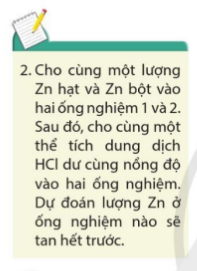 2. Cho cùng một lượng
Zn hạt và Zn bột vào
hai ống nghiệm 1 và 2.
Sau đó, cho cùng một
thể tích dung dịch
HCl dư cùng nồng độ
vào hai ống nghiệm.
Dự đoán lượng Zn ở
ống nghiệm nào sẽ
tan hết trước.